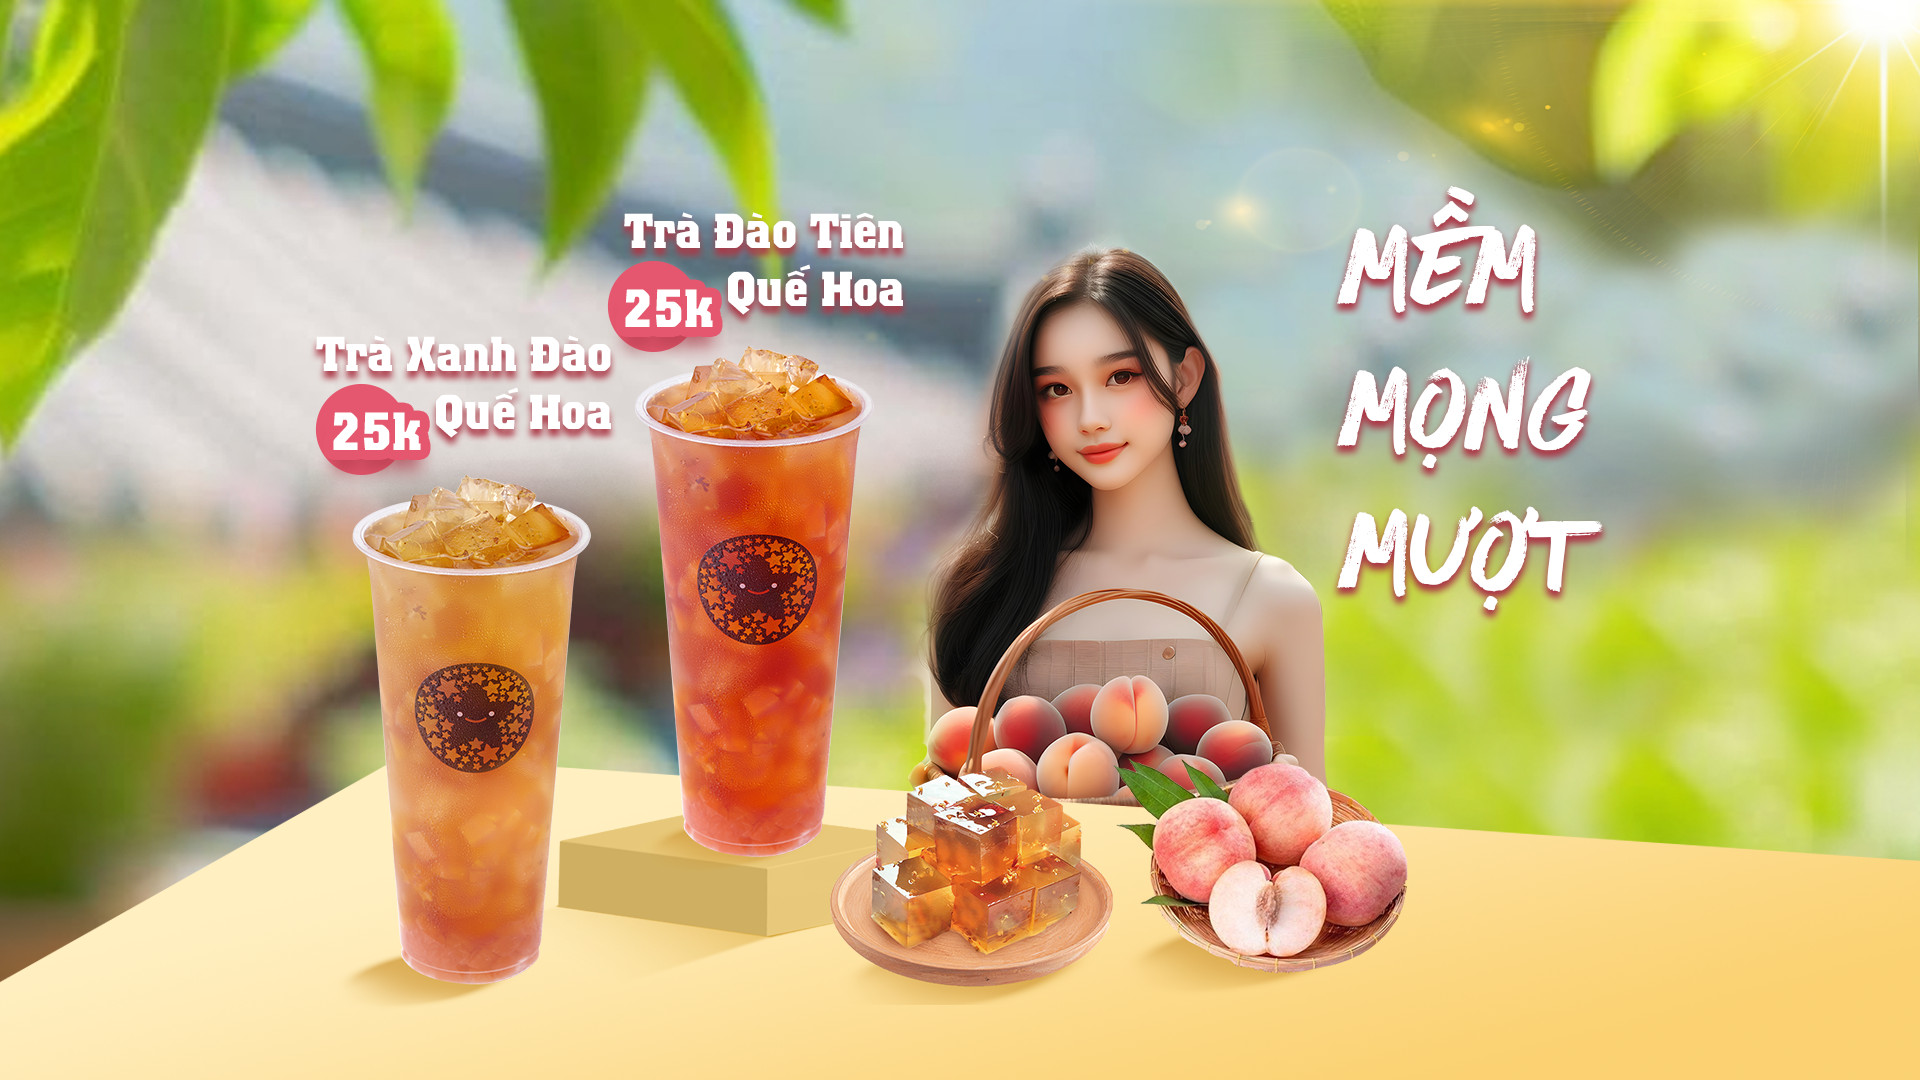 Trà Đào Tiên
25k Quế Hoa
Trà Xanh Đào
25k Quế Hoa
MỀM
MỌNG
MƯỢT